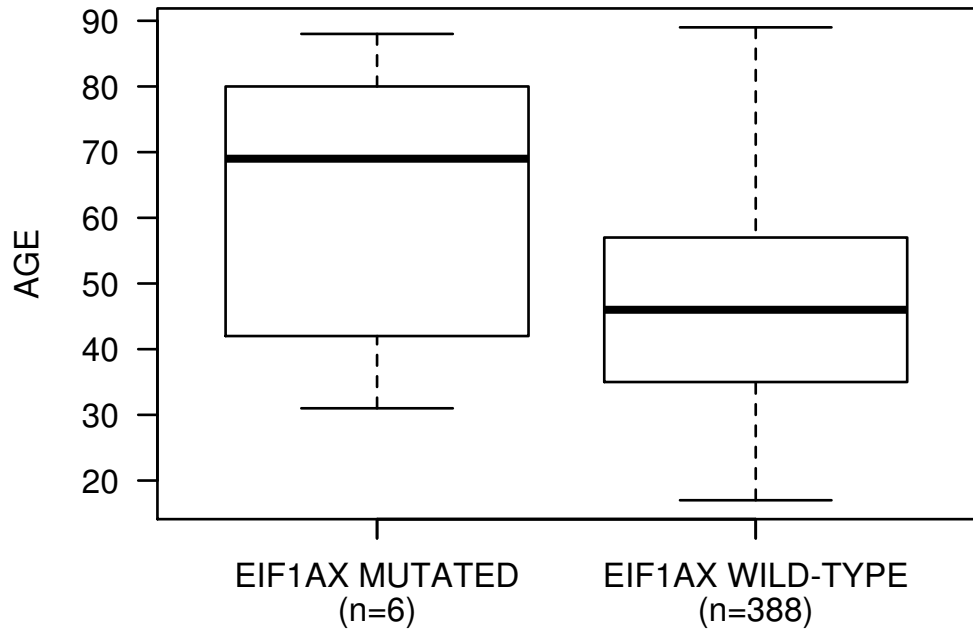 90
80
70
60
50
40
30
20
AGE
EIF1AX MUTATED
(n=6)
EIF1AX WILD-TYPE
(n=388)